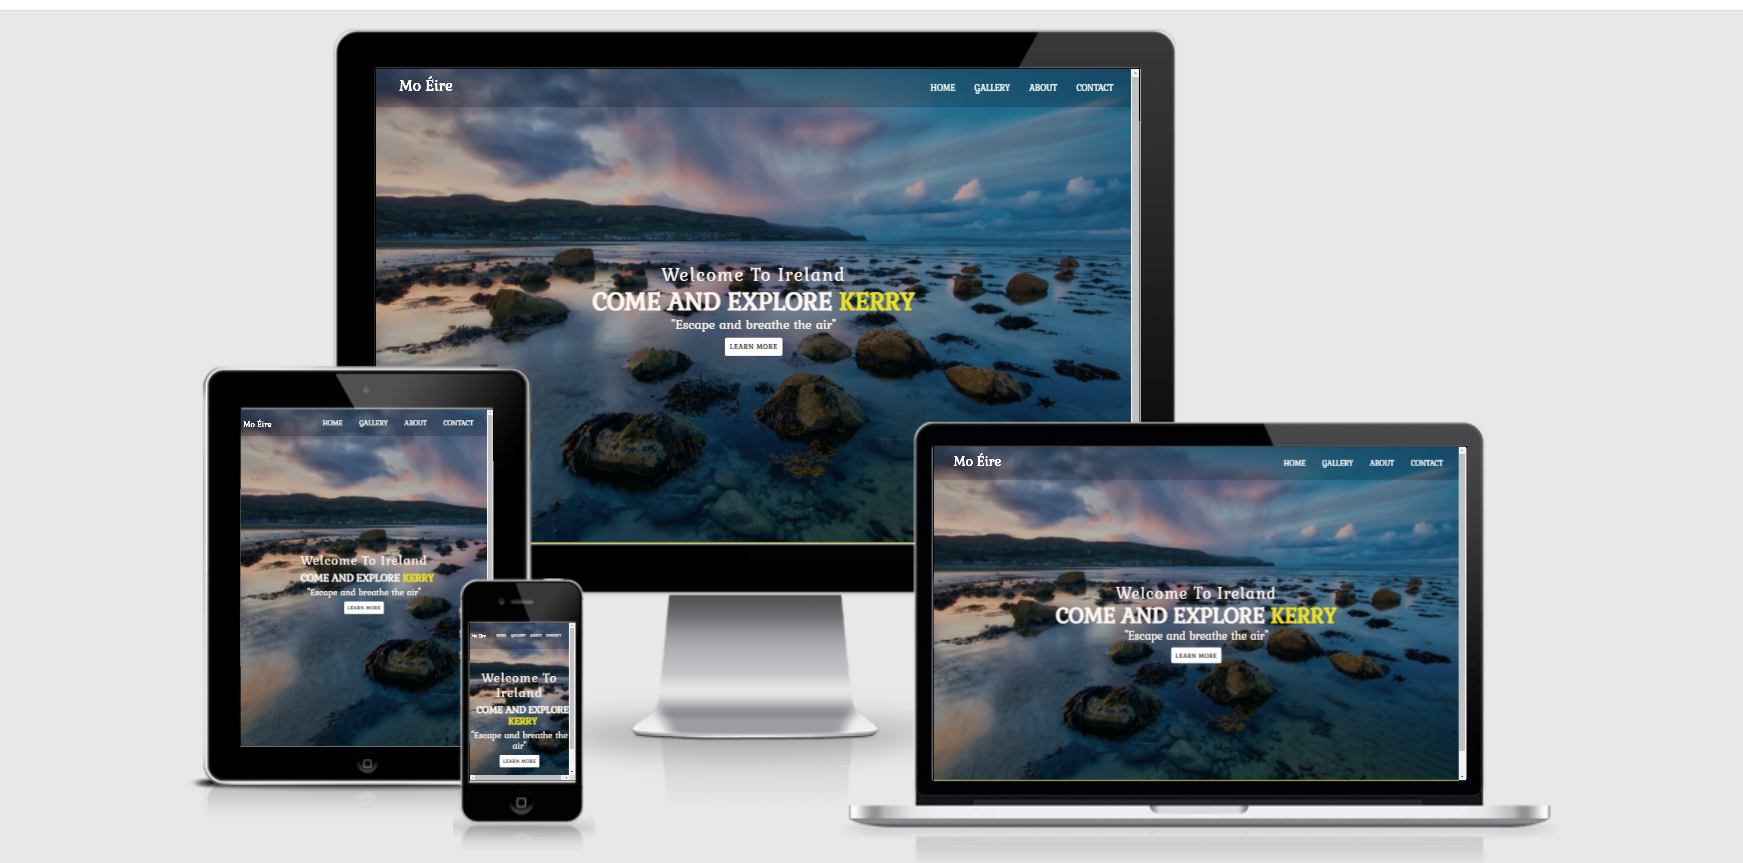 Mo Éire
HOME GALLERY ABOUT CONTACT
Welcome To Ireland
COME AND EXPLORE KERRY
"Escape and breathe the air"
LEARN MORE
Mo Éire
HOME GALLERY ABOUT CONTACT
Welcome To Ireland
COME AND EXPLORE KERRY
"Escape and breathe the air"
LEARN MORE
Mo Éire
HOME GALLERY ABOUT CONTACT
Welcome To
Ireland
COME AND EXPLORE
KERRY
"Escape and breathe the
air"
LEARN MORE
Mo Éire
HOME GALLERY ABOUT CONTACT
Welcome To Ireland
COME AND EXPLORE KERRY
"Escape and breathe the air"
LEARN MORE